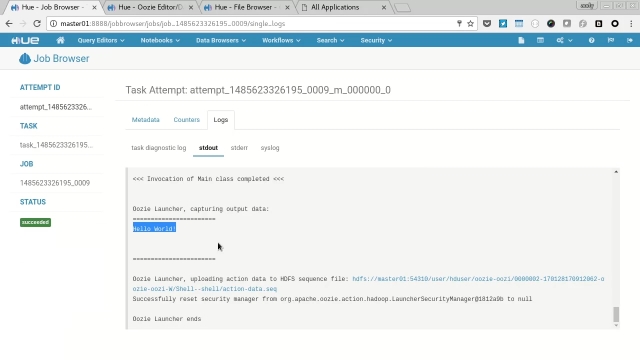 Hue - Job Browser -
Hue - Oozie Editor/D
Hue - File Browser -
All Applications
master01:8888/jobbrowser/jobs/job_1485623326195_0009/single_logs
HUE
Query Editors
Notebooks
Data Browsers
Workflows
Search
Security
Job Browser
ATTEMPT ID
attempt_1485623326...
TASK
task_1485623326195...
JOB
1485623326195_0009
STATUS
succeeded
Task Attempt: attempt_1485623326195_0009_m_000000_0
Metadata
Counters
Logs
task diagnostic log
stdout
stderr
syslog
<<< Invocation of Main class completed <<<
Oozie Launcher, capturing output data:
=======================
Hello World!
=======================
Oozie Launcher, uploading action data to HDFS sequence file: hdfs://master01:54310/user/hduser/oozie-oozi/0000002-170128170912062-o
ozie-oozi-W/Shell--shell/action-data.seq
Successfully reset security manager from org.apache.oozie.action.hadoop.LauncherSecurityManager@1812a9b to null
Oozie Launcher ends